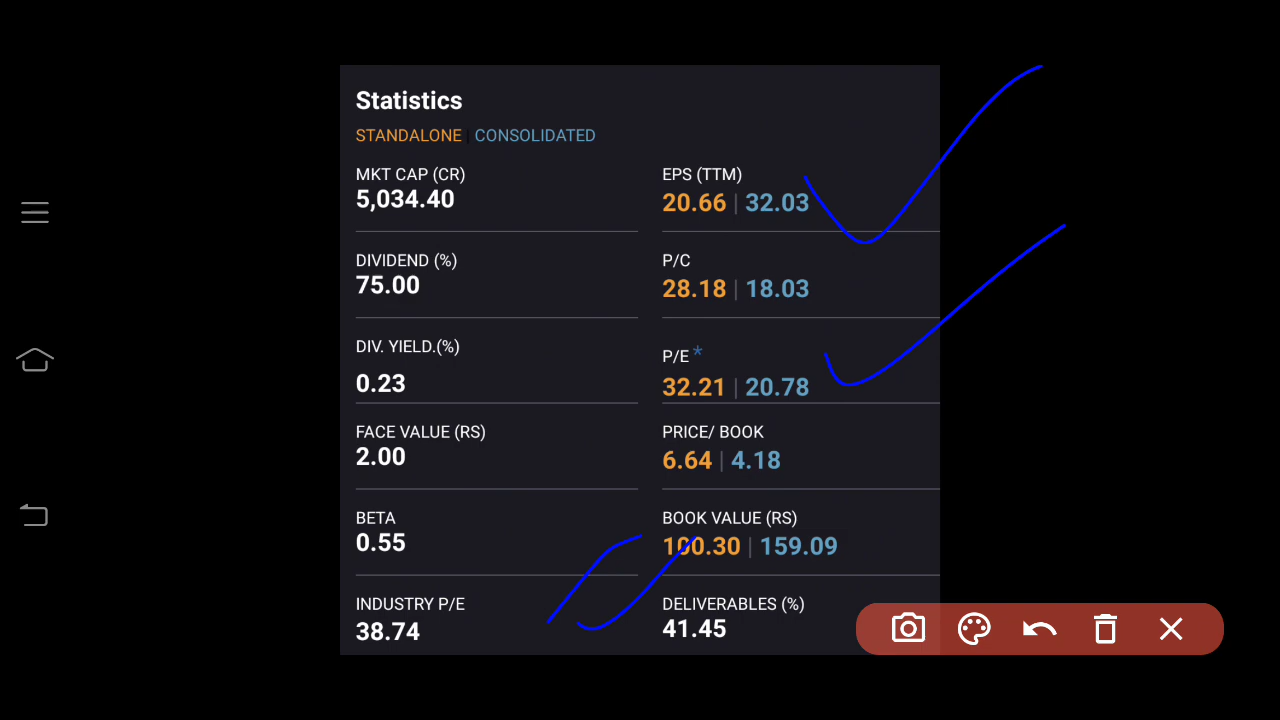 Statistics
STANDALONE | CONSOLIDATED
MKT CAP (CR)
5,034.40
EPS (TTM)
20.66 | 32.03
DIVIDEND (%)
75.00
P/C
28.18 | 18.03
DIV. YIELD.(%)
0.23
P/E *
32.21 | 20.78
FACE VALUE (RS)
2.00
PRICE/ BOOK
6.64 | 4.18
BETA
0.55
BOOK VALUE (RS)
100.30 | 159.09
INDUSTRY P/E
38.74
DELIVERABLES (%)
41.45